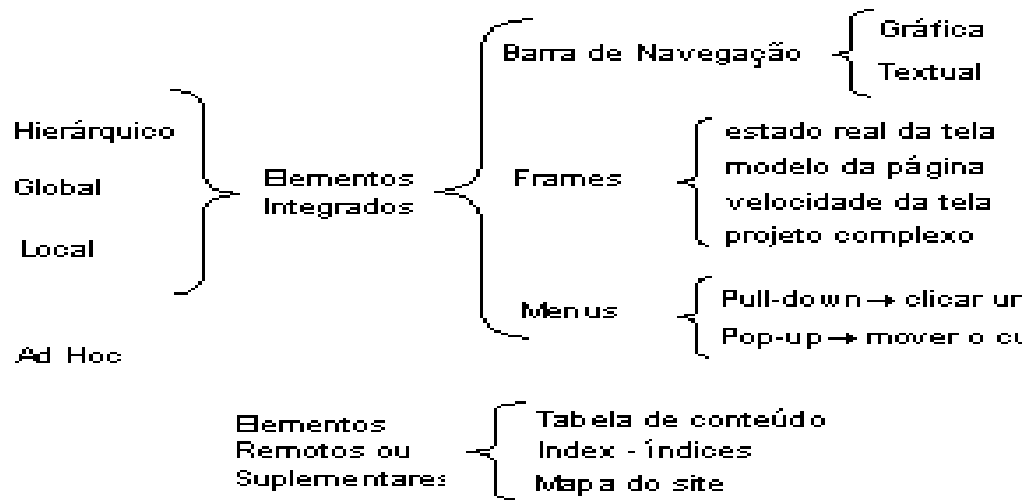 Hierárquico
Global
Local
Ad Hoc
Elementos
Integrados
Barra de Navegação
Gráfica
Textual
Frames
estado real da tela
modelo da página
velocidade da tela
projeto complexo
Menus
Pull-down → clicar
Pop-up → mover o
Elementos
Remotos ou
Suplementares
Tabela de conteúdo
Index - índices
Mapa do site